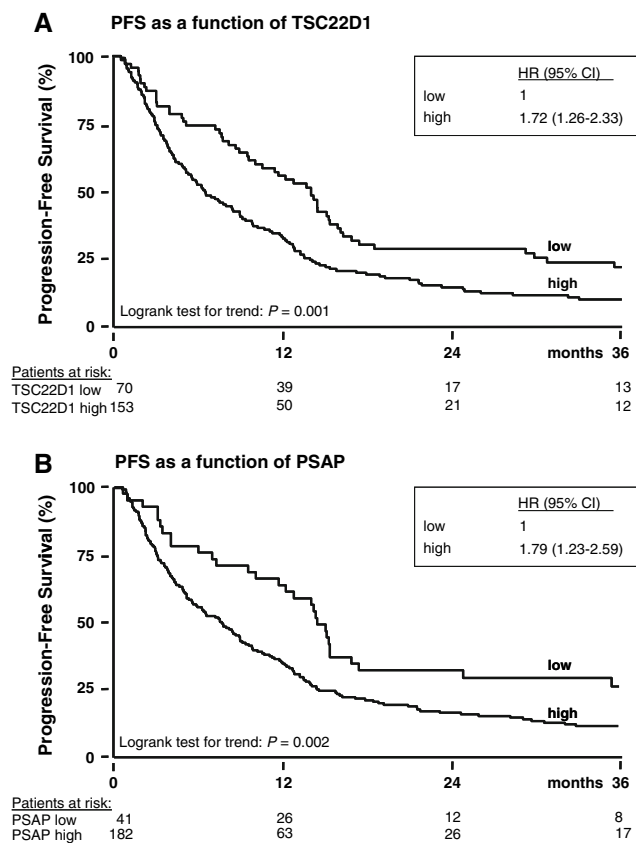 A PFS as a function of TSC22D1
Progression-Free Survival (%)
100
75
50
25
0
HR (95% CI)
low 1
high 1.72 (1.26-2.33)
low
high
Logrank test for trend: P = 0.001
0 12 24 months 36
Patients at risk:
TSC22D1 low 70 39 17 13
TSC22D1 high 153 50 21 12
B PFS as a function of PSAP
Progression-Free Survival (%)
100
75
50
25
0
HR (95% CI)
low 1
high 1.79 (1.23-2.59)
low
high
Logrank test for trend: P = 0.002
0 12 24 months 36
Patients at risk:
PSAP low 41 26 12 8
PSAP high 182 63 26 17